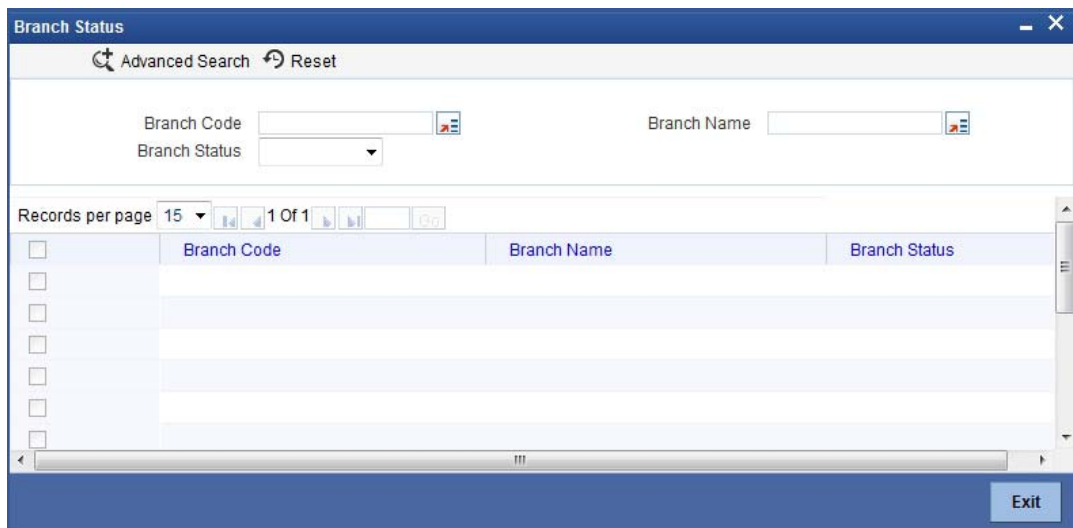 Branch Status
Advanced Search Reset
Branch Code Branch Name
Branch Status
Records per page 15 1 Of 1 Go
Branch Code Branch Name Branch Status
Exit